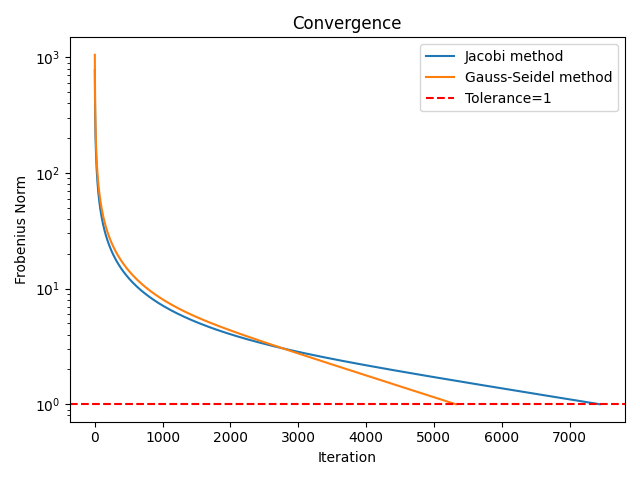 Convergence
Jacobi method
Gauss-Seidel method
Tolerance=1
Frobenius Norm
10³
10²
10¹
10⁰
0 1000 2000 3000 4000 5000 6000 7000
Iteration